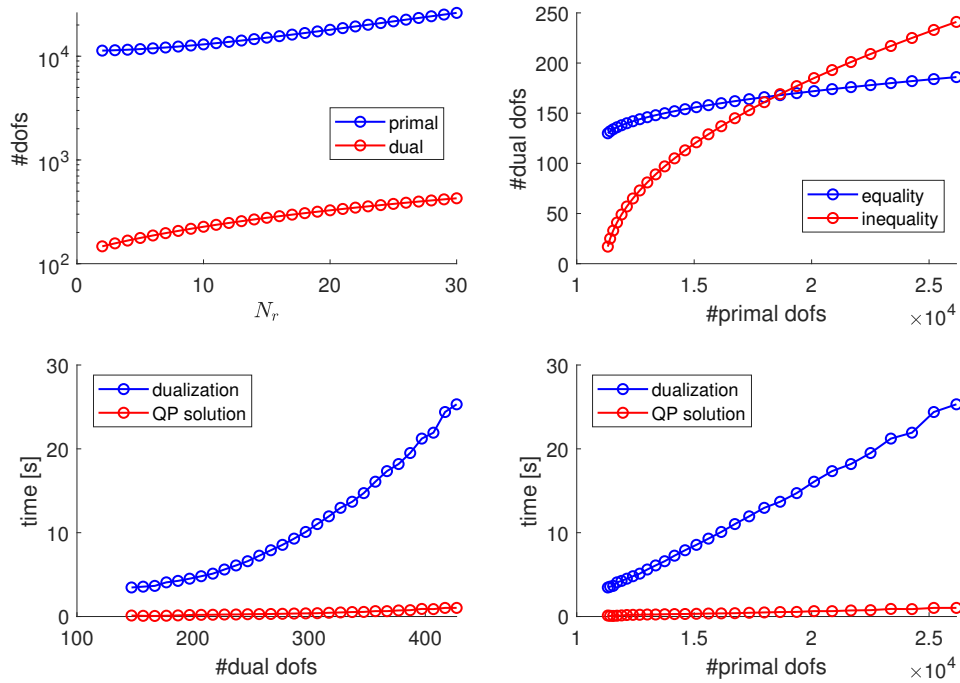 10^4
10^3
10^2
#dofs
primal
dual
0
10
20
30
N_r
250
200
150
100
50
0
#dual dofs
equality
inequality
1
1.5
2
2.5
#primal dofs
×10^4
30
20
10
0
time [s]
dualization
QP solution
100
200
300
400
#dual dofs
30
20
10
0
time [s]
dualization
QP solution
1
1.5
2
2.5
#primal dofs
×10^4